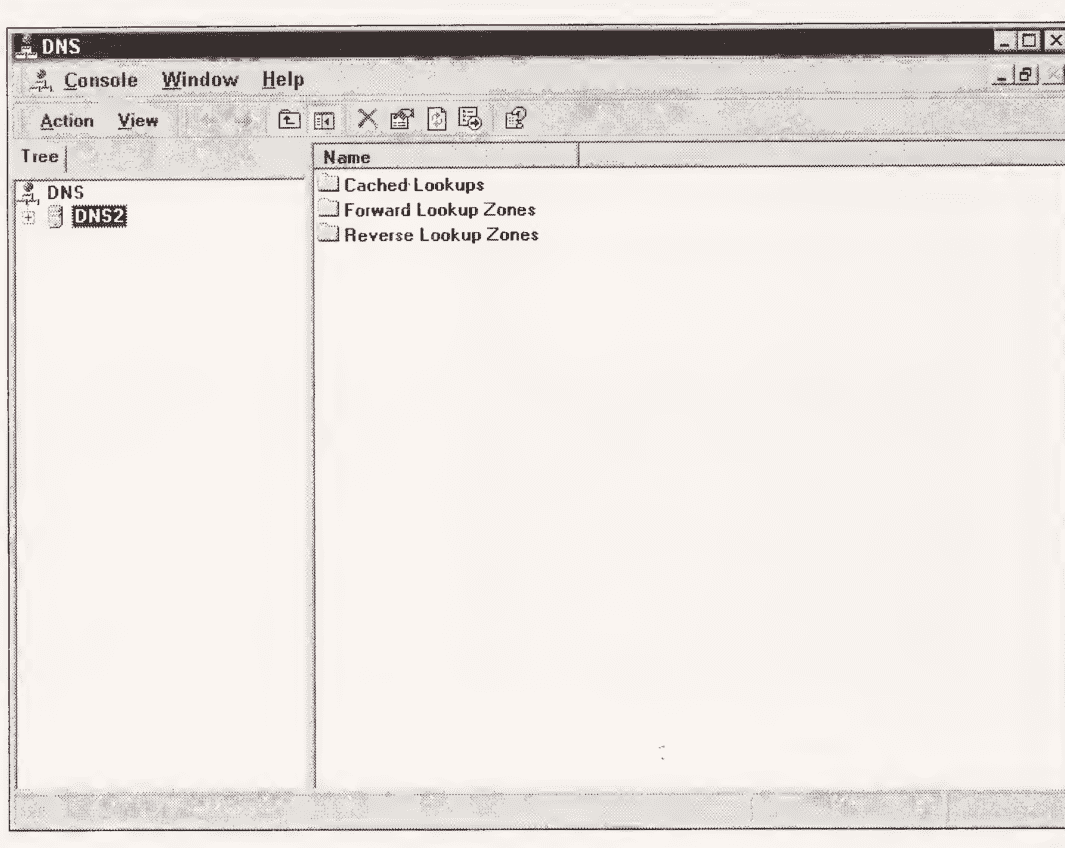 DNS
Console Window Help
Action View
Tree
Name
DNS
DNS2
Cached Lookups
Forward Lookup Zones
Reverse Lookup Zones